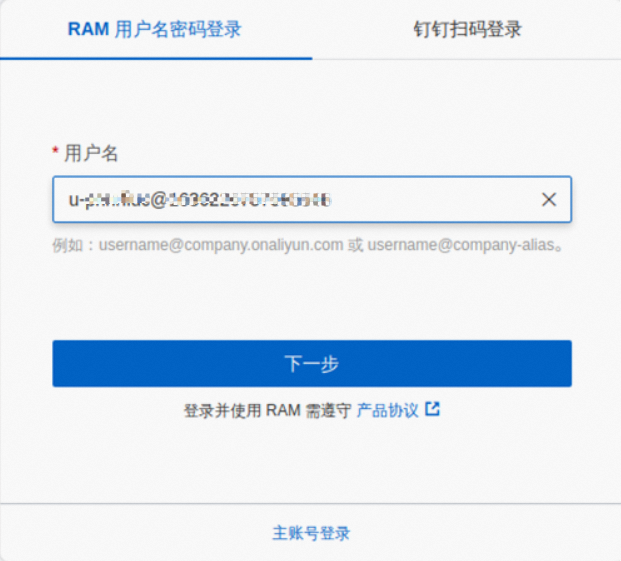 RAM 用户名密码登录
钉钉扫码登录
* 用户名
例如：username@company.onaliyun.com 或 username@company-alias。
下一步
登录并使用 RAM 需遵守 产品协议
主账号登录